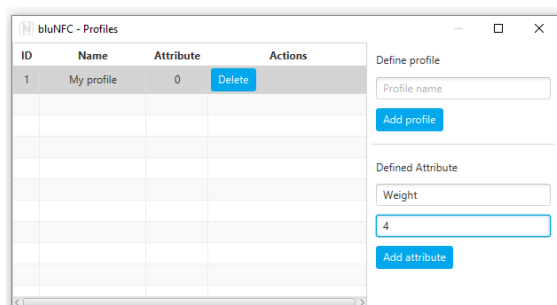 bluNFC - Profiles
ID Name Attribute Actions
1 My profile 0 Delete
Define profile
Profile name
Add profile
Defined Attribute
Weight
4
Add attribute